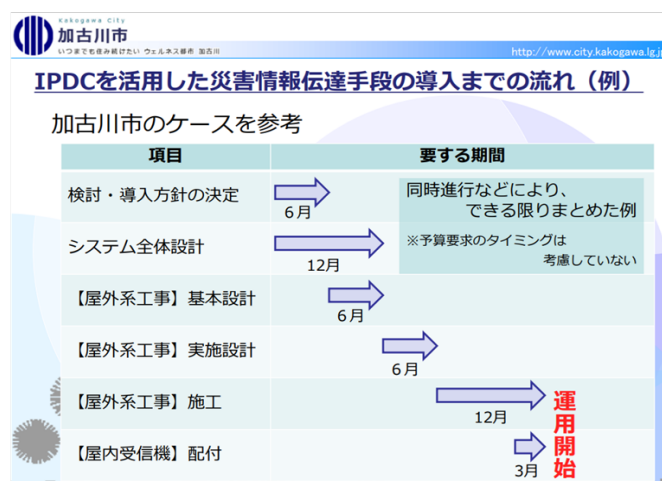 Kakogawa City
加古川市
いつまでも住み続けたい ウェルネス都市 加古川
http://www.city.kakogawa.lg.jp
IPDCを活用した災害情報伝達手段の導入までの流れ（例）
加古川市のケースを参考
項目
要する期間
検討・導入方針の決定
6月
同時進行などにより、
できる限りまとめた例
※予算要求のタイミングは
考慮していない
システム全体設計
12月
【屋外系工事】基本設計
6月
【屋外系工事】実施設計
6月
【屋外系工事】施工
12月
【屋内受信機】配付
3月
運用開始